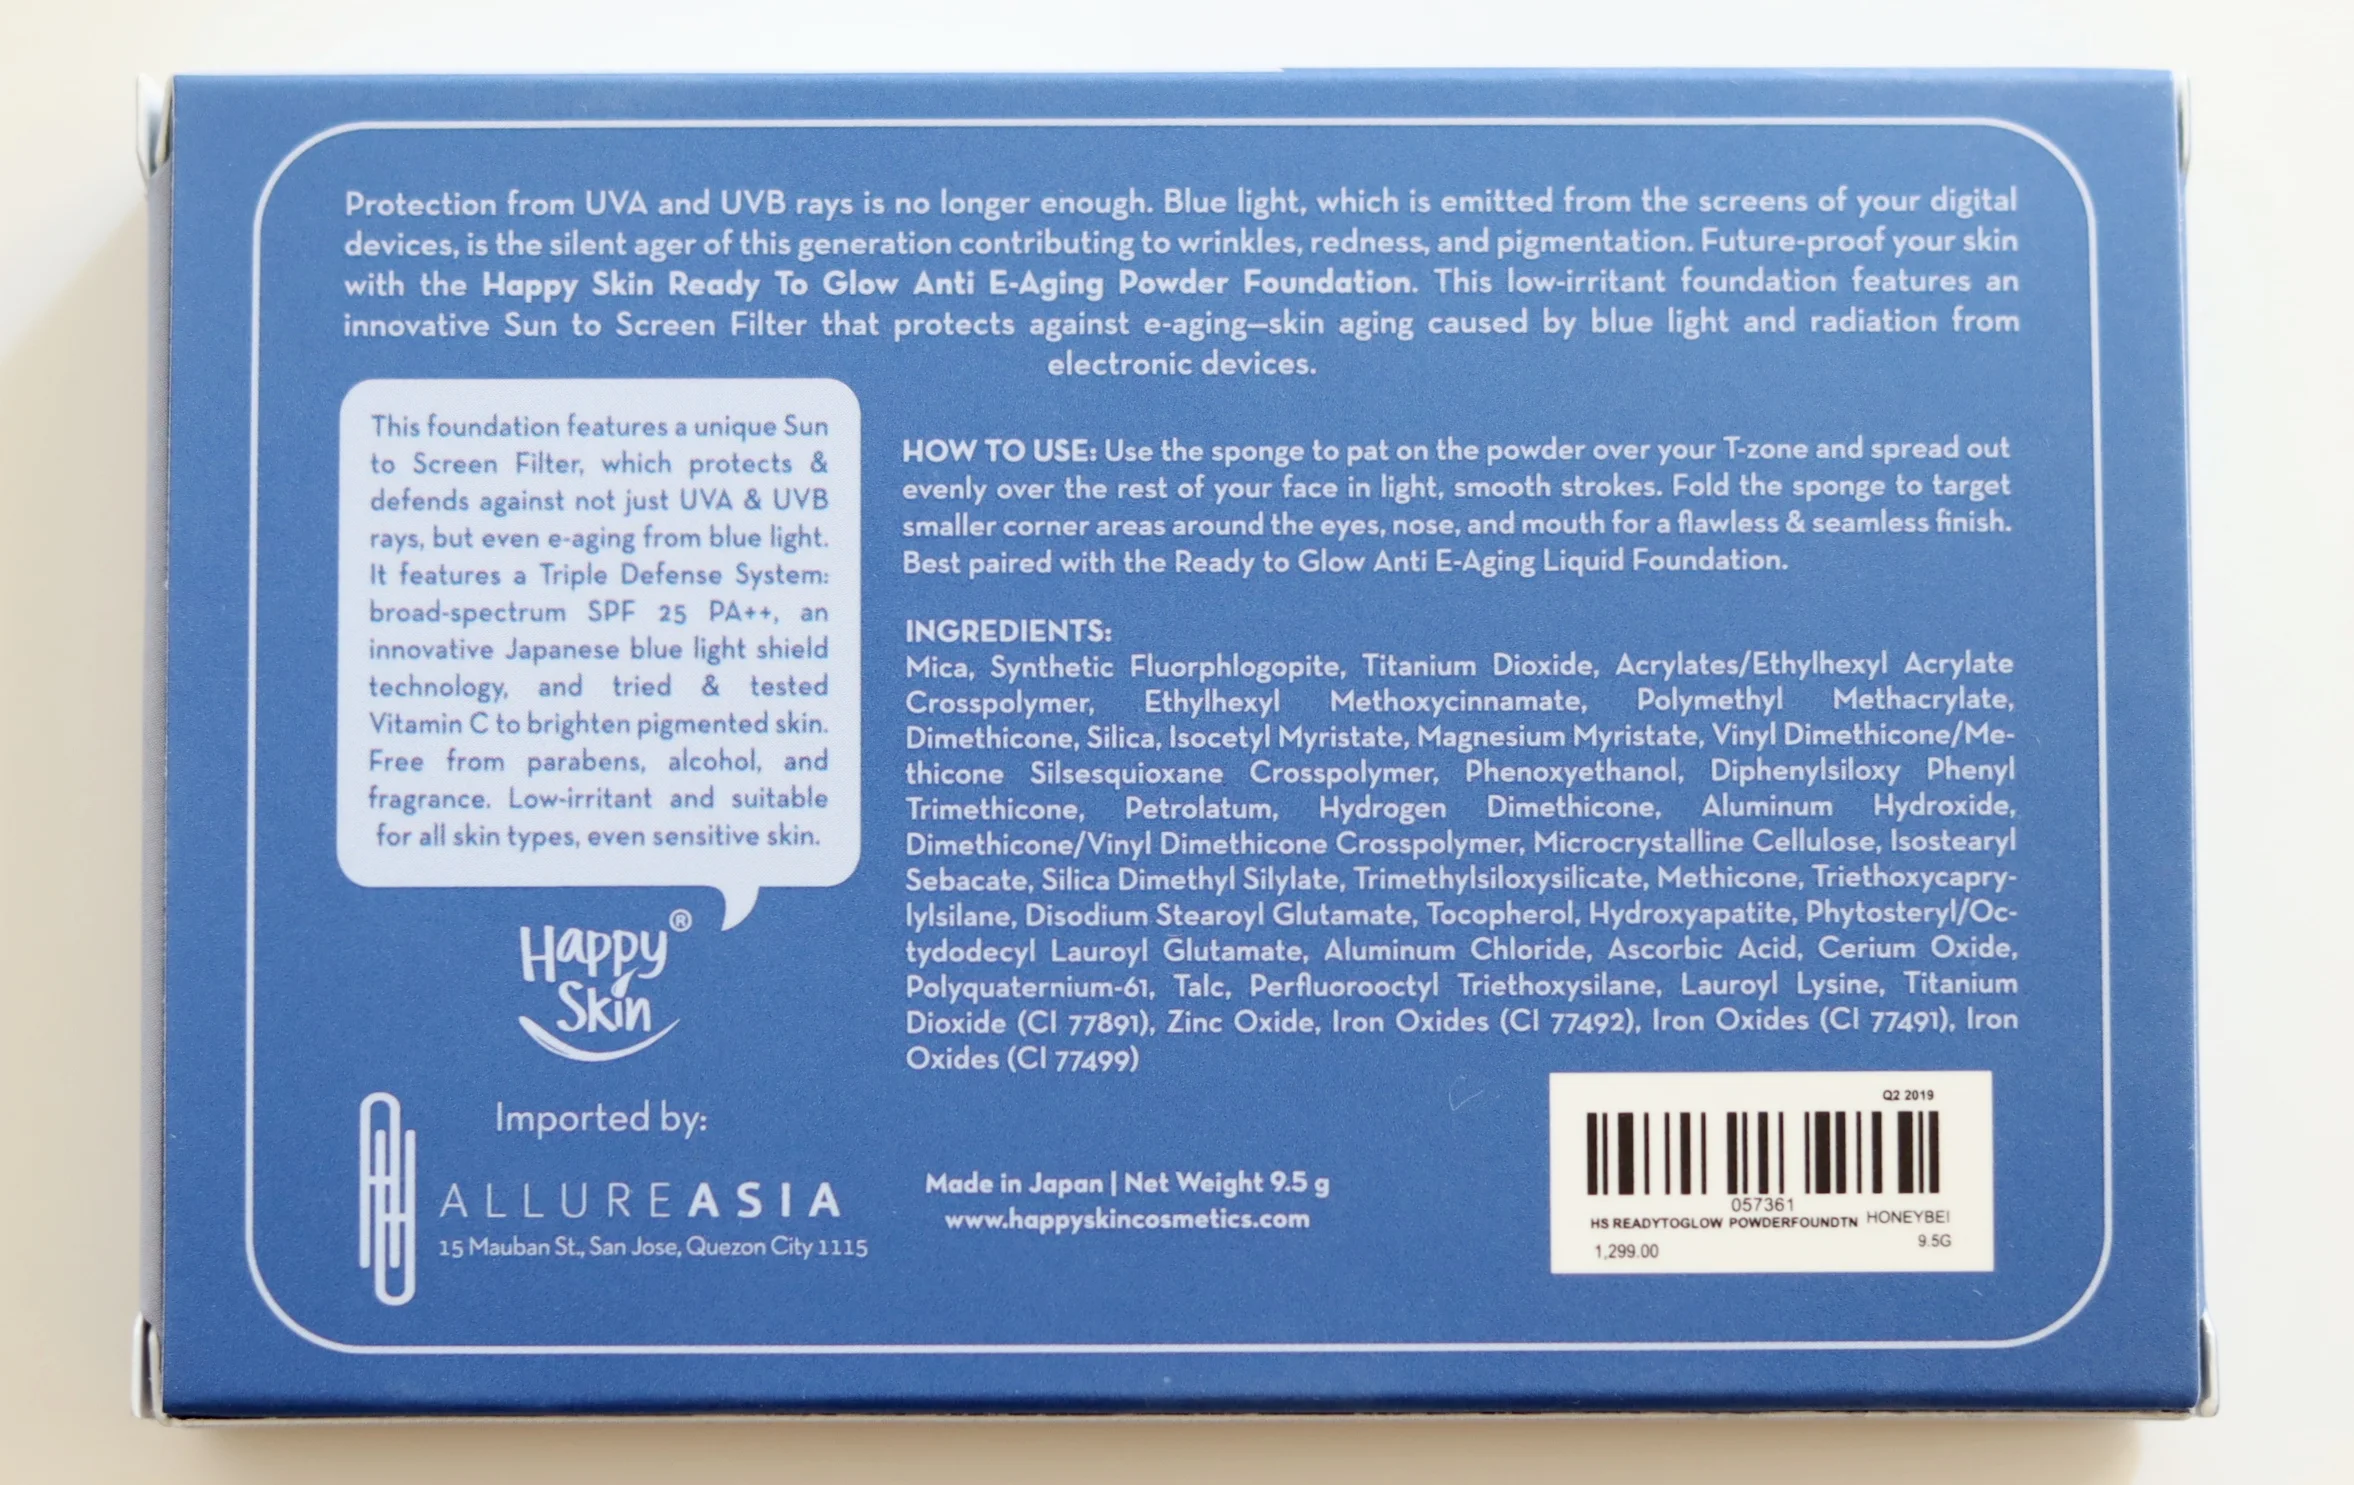 Protection from UVA and UVB rays is no longer enough. Blue light, which is emitted from the screens of your digital
devices, is the silent ager of this generation contributing to wrinkles, redness, and pigmentation. Future-proof your skin
with the Happy Skin Ready To Glow Anti E-Aging Powder Foundation. This low-irritant foundation features an
innovative Sun to Screen Filter that protects against e-aging—skin aging caused by blue light and radiation from
electronic devices.
This foundation features a unique Sun
to Screen Filter, which protects &
defends against not just UVA & UVB
rays, but even e-aging from blue light.
It features a Triple Defense System:
broad-spectrum SPF 25 PA++, an
innovative Japanese blue light shield
technology, and tried & tested
Vitamin C to brighten pigmented skin.
Free from parabens, alcohol, and
fragrance. Low-irritant and suitable
for all skin types, even sensitive skin.
Happy®
Skin
Imported by:
ALLUREASIA
15 Mauban St., San Jose, Quezon City 1115
HOW TO USE: Use the sponge to pat on the powder over your T-zone and spread out
evenly over the rest of your face in light, smooth strokes. Fold the sponge to target
smaller corner areas around the eyes, nose, and mouth for a flawless & seamless finish.
Best paired with the Ready to Glow Anti E-Aging Liquid Foundation.
INGREDIENTS:
Mica, Synthetic Fluorphlogopite, Titanium Dioxide, Acrylates/Ethylhexyl Acrylate
Crosspolymer, Ethylhexyl Methoxycinnamate, Polymethyl Methacrylate,
Dimethicone, Silica, Isocetyl Myristate, Magnesium Myristate, Vinyl Dimethicone/Me-
thicone Silsesquioxane Crosspolymer, Phenoxyethanol, Diphenylsiloxy Phenyl
Trimethicone, Petrolatum, Hydrogen Dimethicone, Aluminum Hydroxide,
Dimethicone/Vinyl Dimethicone Crosspolymer, Microcrystalline Cellulose, Isostearyl
Sebacate, Silica Dimethyl Silylate, Trimethylsiloxysilicate, Methicone, Triethoxycapry-
lylsilane, Disodium Stearoyl Glutamate, Tocopherol, Hydroxyapatite, Phytosteryl/Oc-
tydodecyl Lauroyl Glutamate, Aluminum Chloride, Ascorbic Acid, Cerium Oxide,
Polyquaternium-61, Talc, Perfluorooctyl Triethoxysilane, Lauroyl Lysine, Titanium
Dioxide (CI 77891), Zinc Oxide, Iron Oxides (CI 77492), Iron Oxides (CI 77491), Iron
Oxides (CI 77499)
Made in Japan | Net Weight 9.5 g
www.happyskincosmetics.com
Q2 2019
057361
HS READYTOGLOW POWDERFOUNDTN HONEYBEI
1,299.00 9.5G